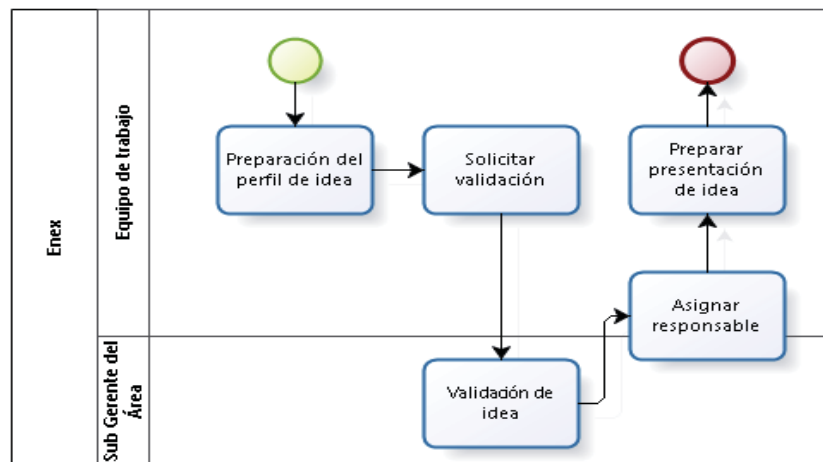 Enex
Equipo de trabajo
Preparación del
perfil de idea
Solicitar
validación
Preparar
presentación
de idea
Asignar
responsable
Sub Gerente del
Área
Validación de
idea